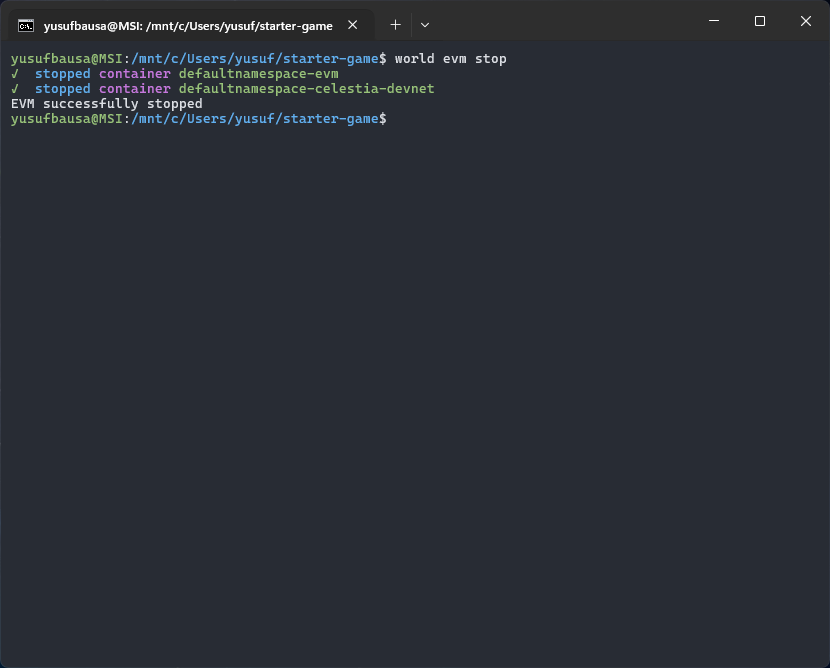 yusufbausa@MSI: /mnt/c/Users/yusuf/starter-game
yusufbausa@MSI:/mnt/c/Users/yusuf/starter-game$ world evm stop
√ stopped container defaultnamespace-evm
√ stopped container defaultnamespace-celestia-devnet
EVM successfully stopped
yusufbausa@MSI:/mnt/c/Users/yusuf/starter-game$